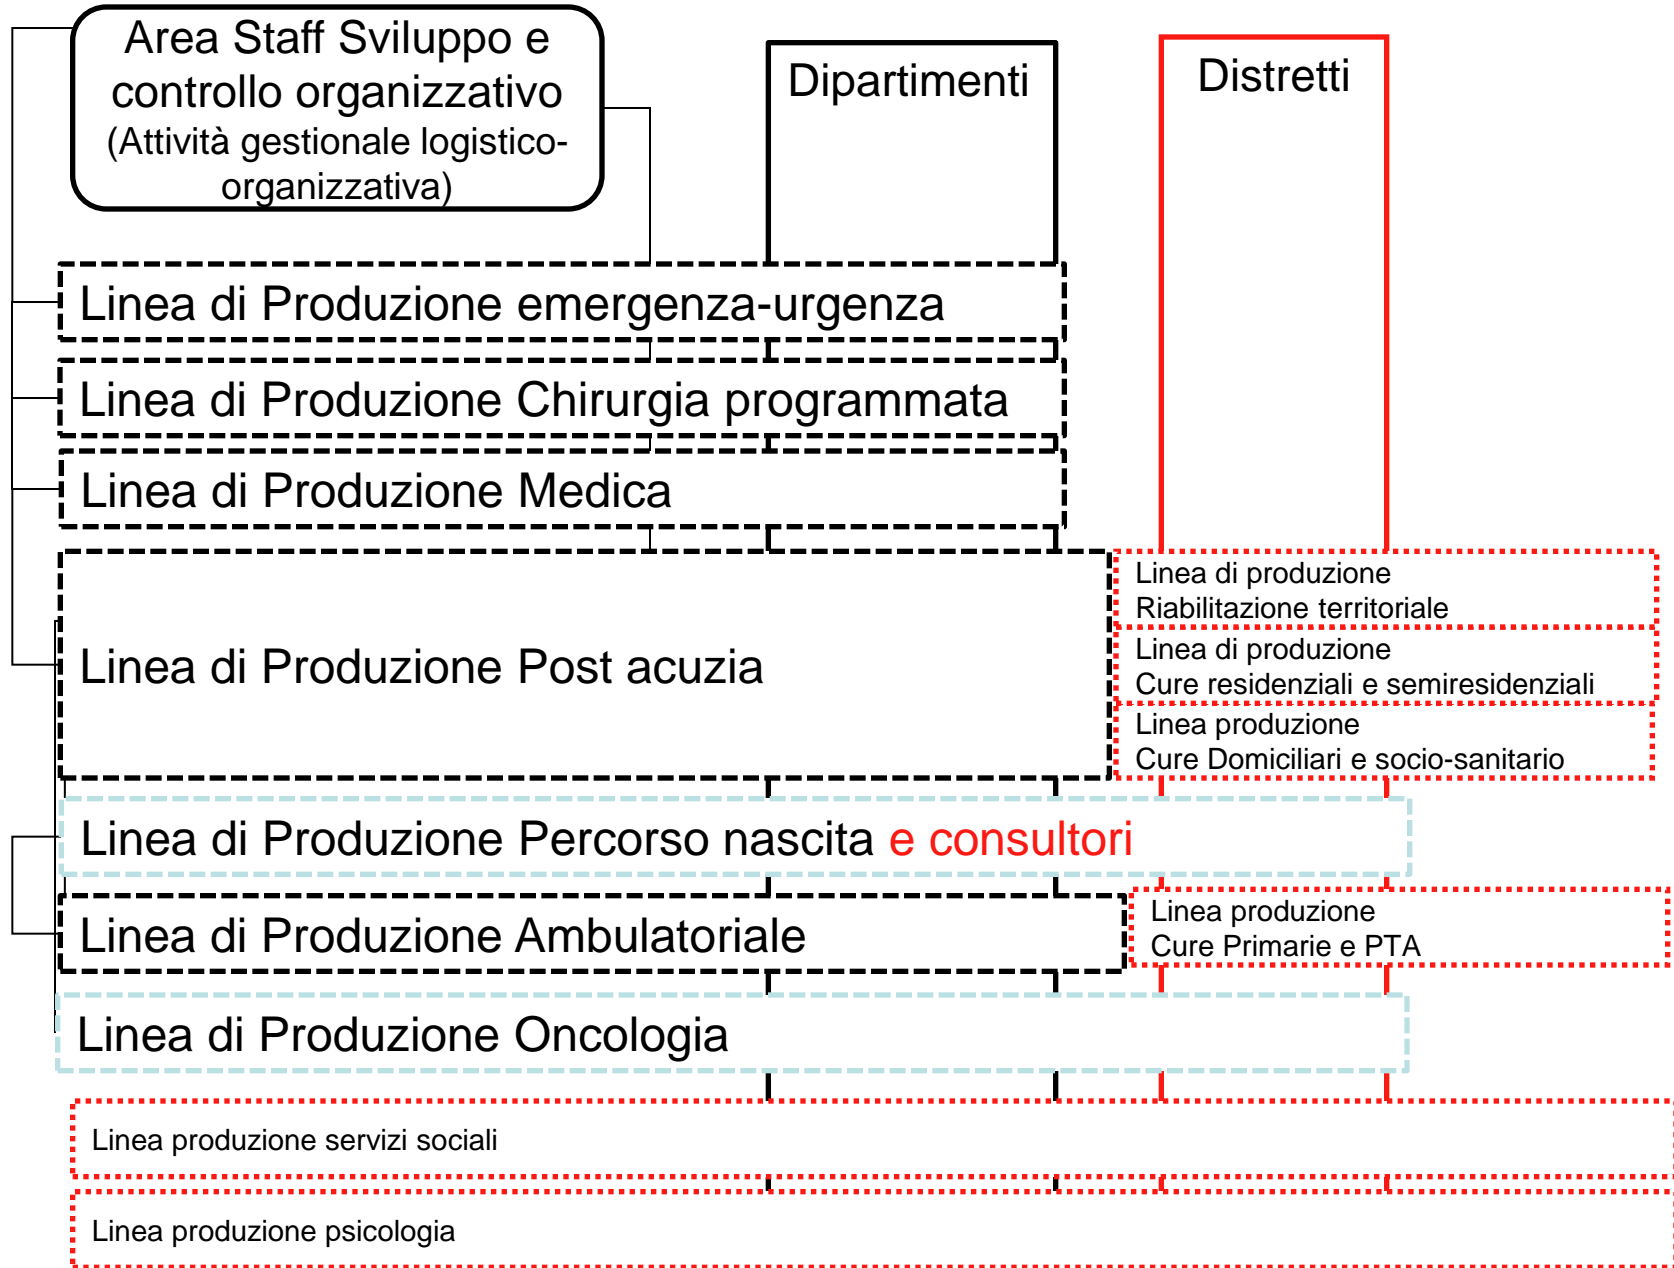 Area Staff Sviluppo e
controllo organizzativo
(Attività gestionale logistico-
organizzativa)
Dipartimenti
Distretti
Linea di Produzione emergenza-urgenza
Linea di Produzione Chirurgia programmata
Linea di Produzione Medica
Linea di Produzione Post acuzia
Linea di produzione
Riabilitazione territoriale
Linea di produzione
Cure residenziali e semiresidenziali
Linea produzione
Cure Domiciliari e socio-sanitario
Linea di Produzione Percorso nascita e consultori
Linea di Produzione Ambulatoriale
Linea produzione
Cure Primarie e PTA
Linea di Produzione Oncologia
Linea produzione servizi sociali
Linea produzione psicologia